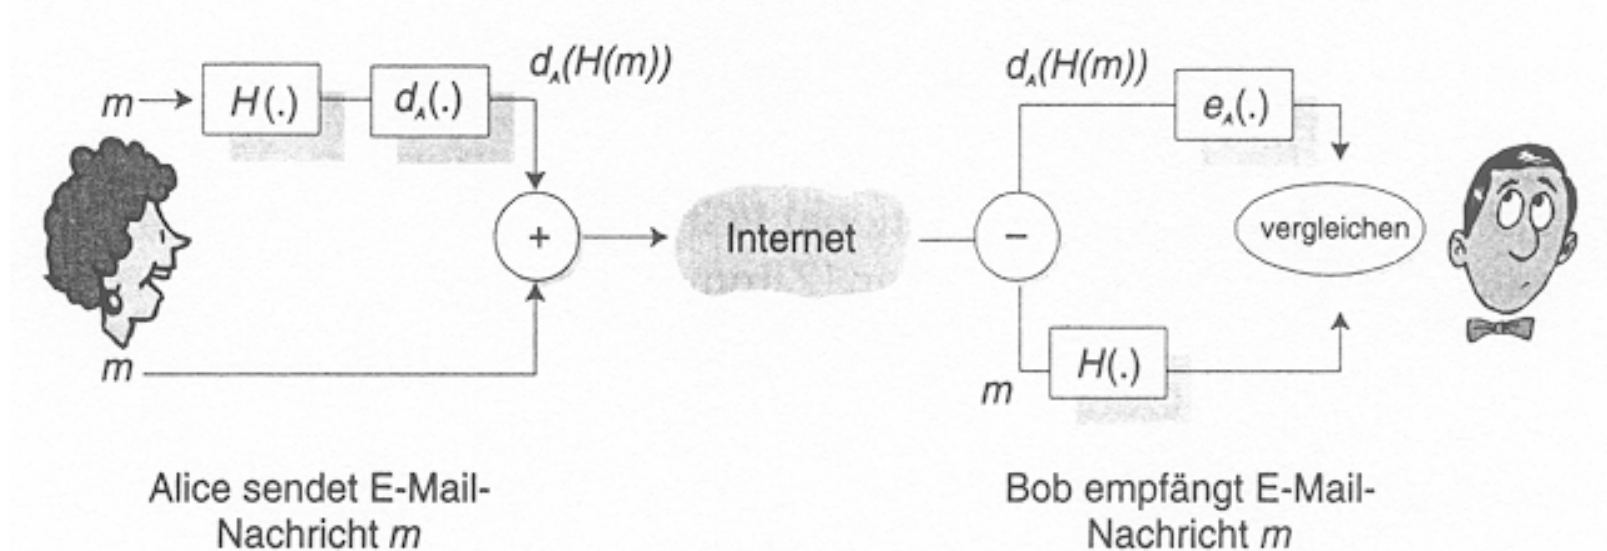 d_A(H(m))
m
H(.)
d_A(.)
+
m
Internet
d_A(H(m))
e_A(.)
−
vergleichen
H(.)
m
Alice sendet E-Mail-
Nachricht m
Bob empfängt E-Mail-
Nachricht m